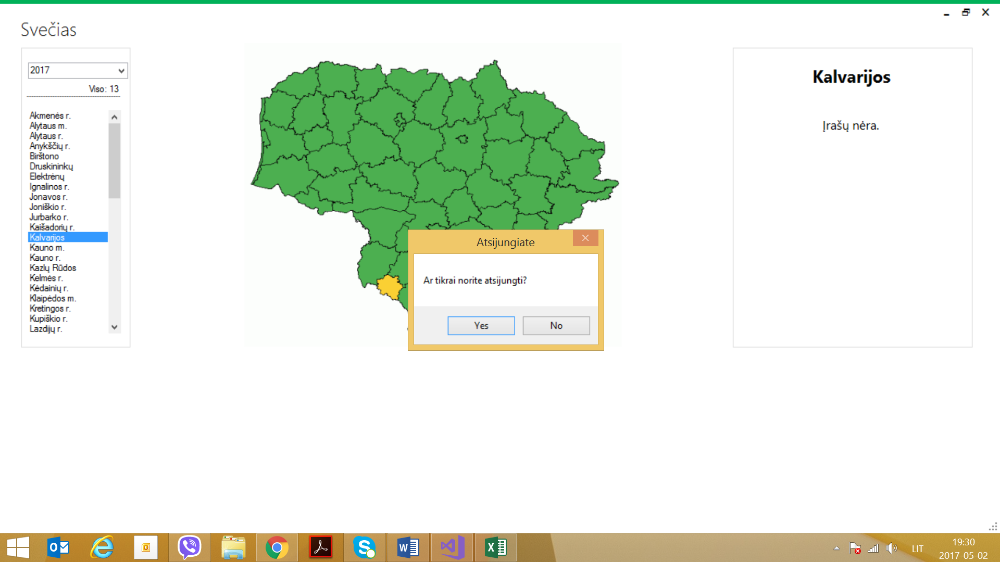 Svečias
2017
Viso: 13
Akmenės r.
Alytaus m.
Alytaus r.
Anykščių r.
Birštono
Druskininkų
Elektrėnų
Ignalinos r.
Jonavos r.
Joniškio r.
Jurbarko r.
Kaišadorių r.
Kalvarijos
Kauno m.
Kauno r.
Kazlų Rūdos
Kelmės r.
Kėdainių r.
Klaipėdos m.
Kretingos r.
Kupiškio r.
Lazdijų r.
Atsijungiate
Ar tikrai norite atsijungti?
Yes No
Kalvarijos
Įrašų nėra.
LIT
19:30
2017-05-02